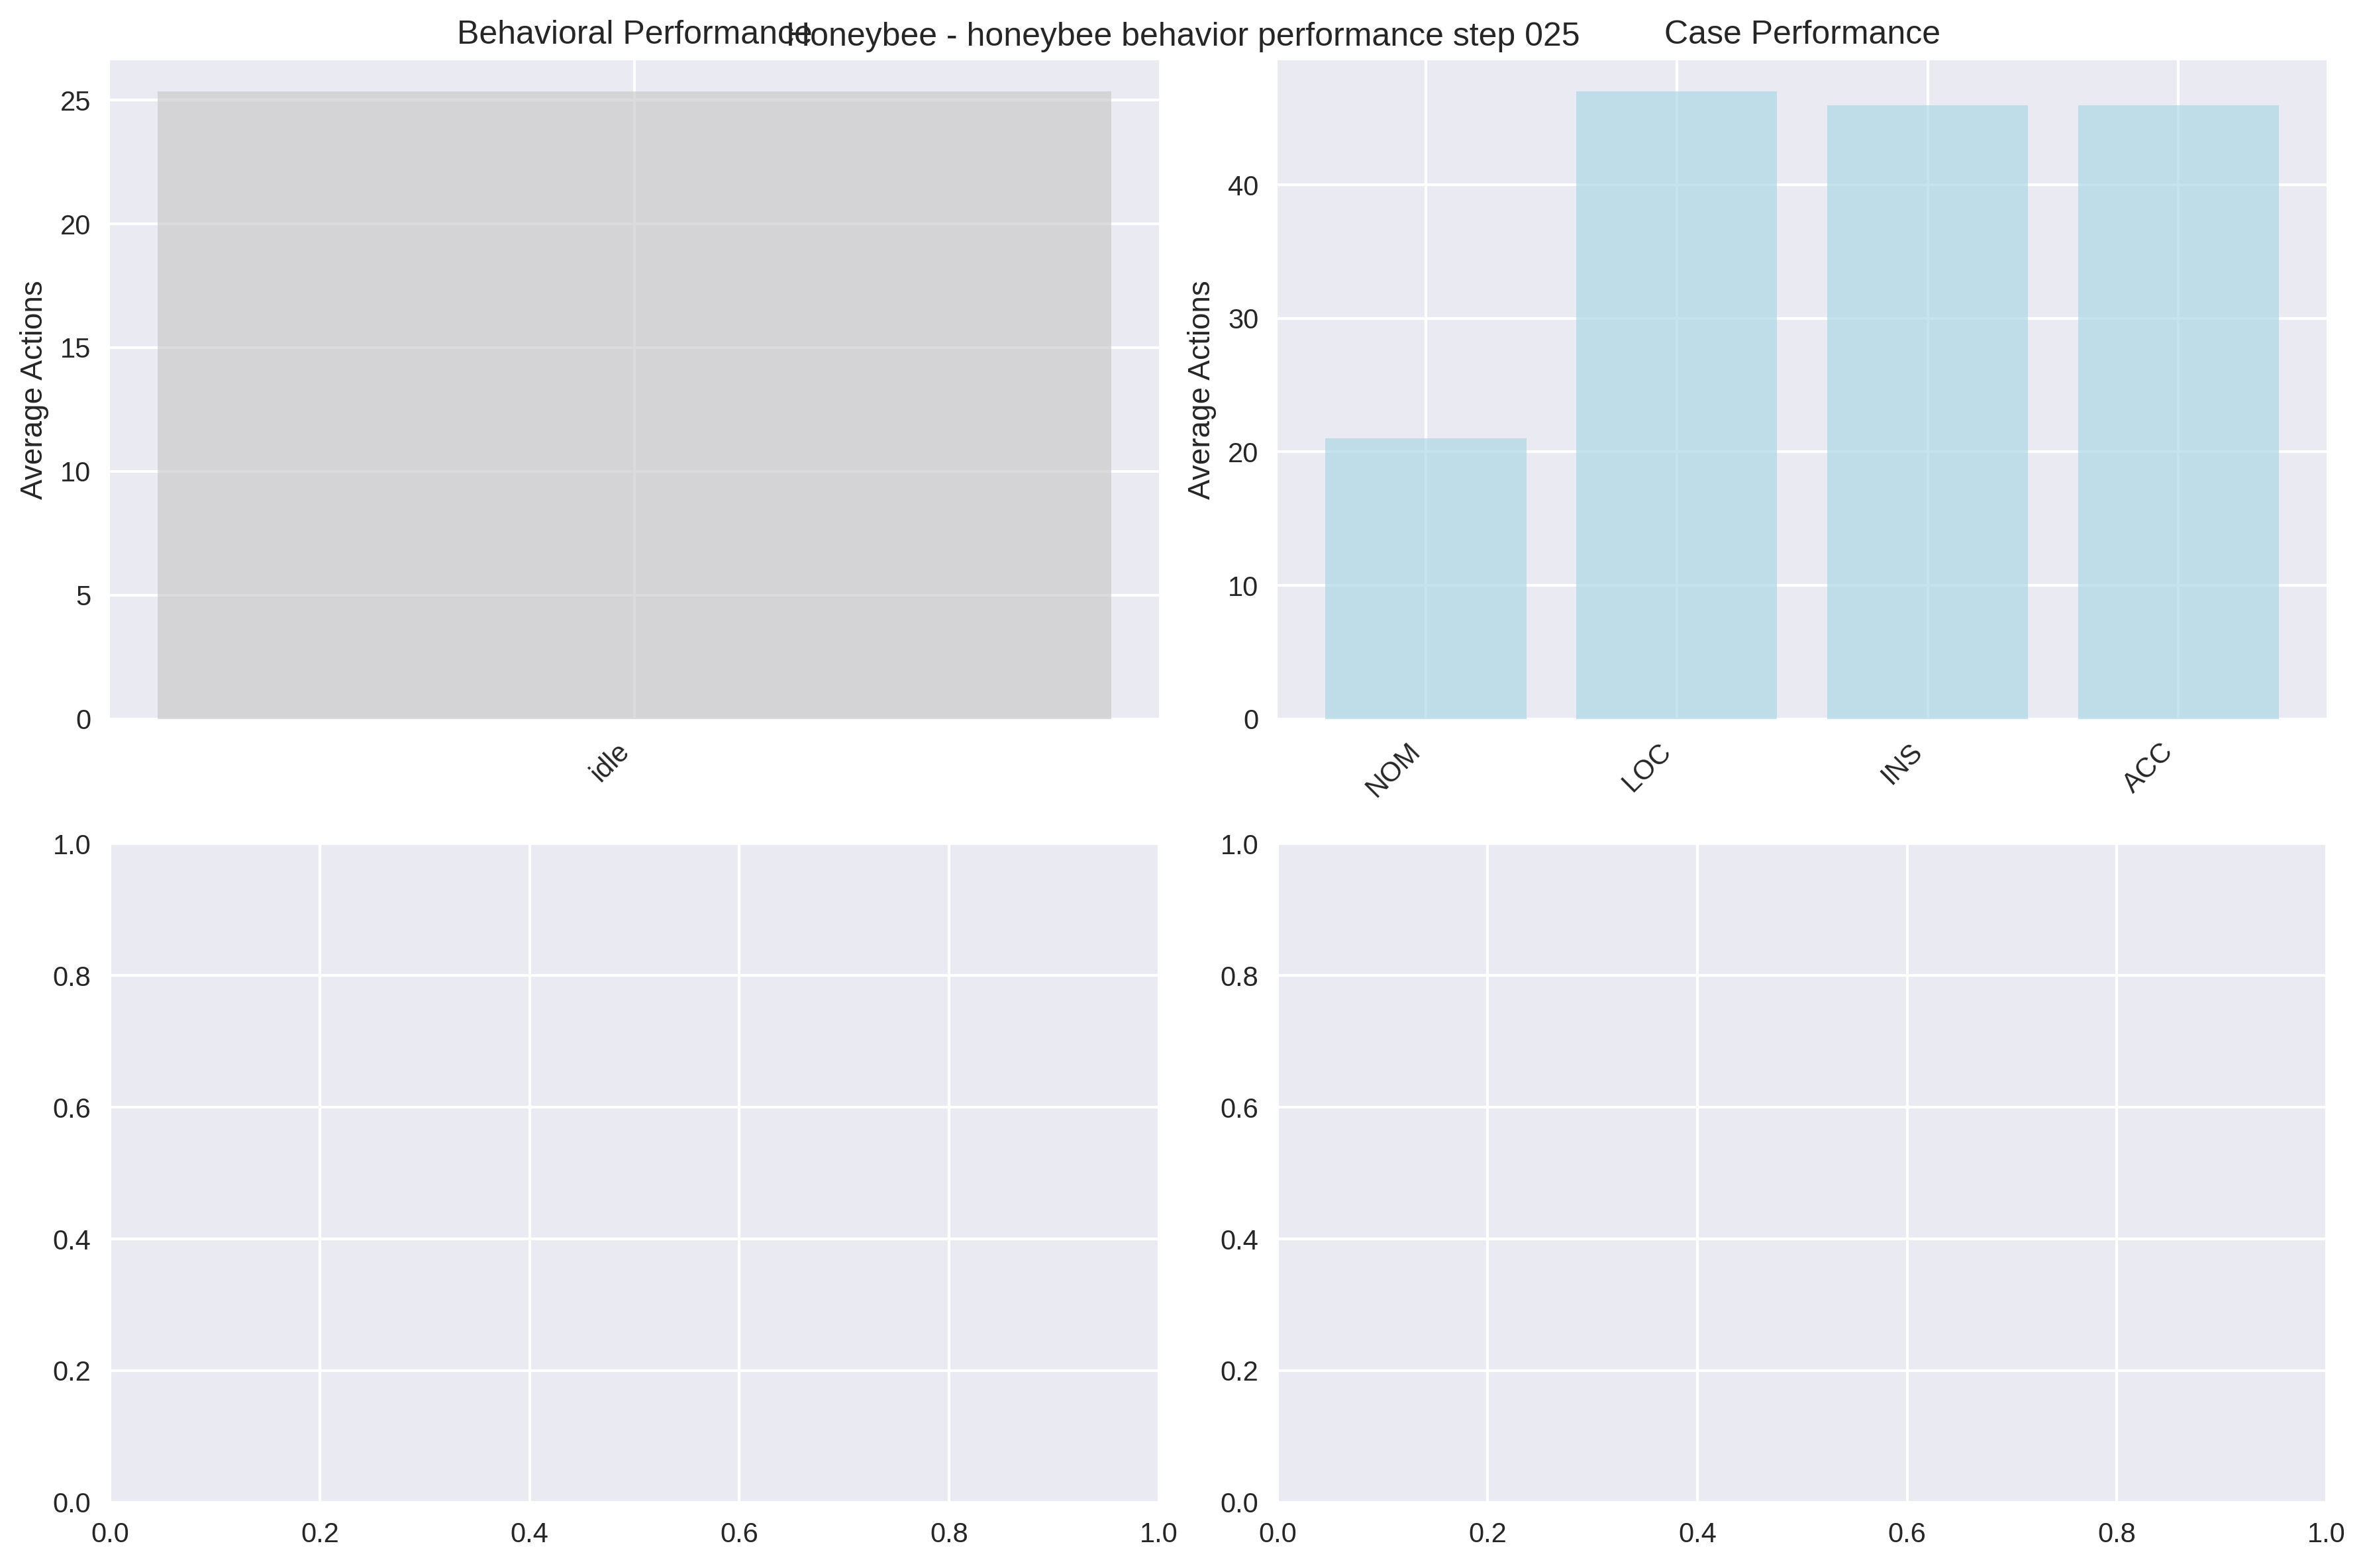 Behavioral Performance
Honeybee - honeybee behavior performance step 025
Case Performance
Average Actions
25
20
15
10
5
0
idle
Average Actions
40
30
20
10
0
NOM
LOC
INS
ACC
1.0
0.8
0.6
0.4
0.2
0.0
0.0 0.2 0.4 0.6 0.8 1.0
1.0
0.8
0.6
0.4
0.2
0.0
0.0 0.2 0.4 0.6 0.8 1.0